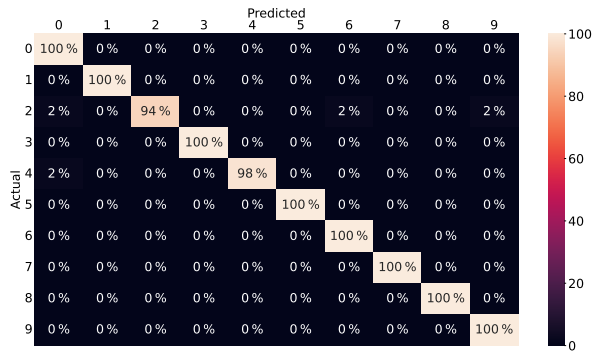 Predicted
0 1 2 3 4 5 6 7 8 9
Actual
0 100 % 0 % 0 % 0 % 0 % 0 % 0 % 0 % 0 % 0 %
1 0 % 100 % 0 % 0 % 0 % 0 % 0 % 0 % 0 % 0 %
2 2 % 0 % 94 % 0 % 0 % 0 % 2 % 0 % 0 % 2 %
3 0 % 0 % 0 % 100 % 0 % 0 % 0 % 0 % 0 % 0 %
4 2 % 0 % 0 % 0 % 98 % 0 % 0 % 0 % 0 % 0 %
5 0 % 0 % 0 % 0 % 0 % 100 % 0 % 0 % 0 % 0 %
6 0 % 0 % 0 % 0 % 0 % 0 % 100 % 0 % 0 % 0 %
7 0 % 0 % 0 % 0 % 0 % 0 % 0 % 100 % 0 % 0 %
8 0 % 0 % 0 % 0 % 0 % 0 % 0 % 0 % 100 % 0 %
9 0 % 0 % 0 % 0 % 0 % 0 % 0 % 0 % 0 % 100 %
100
80
60
40
20
0